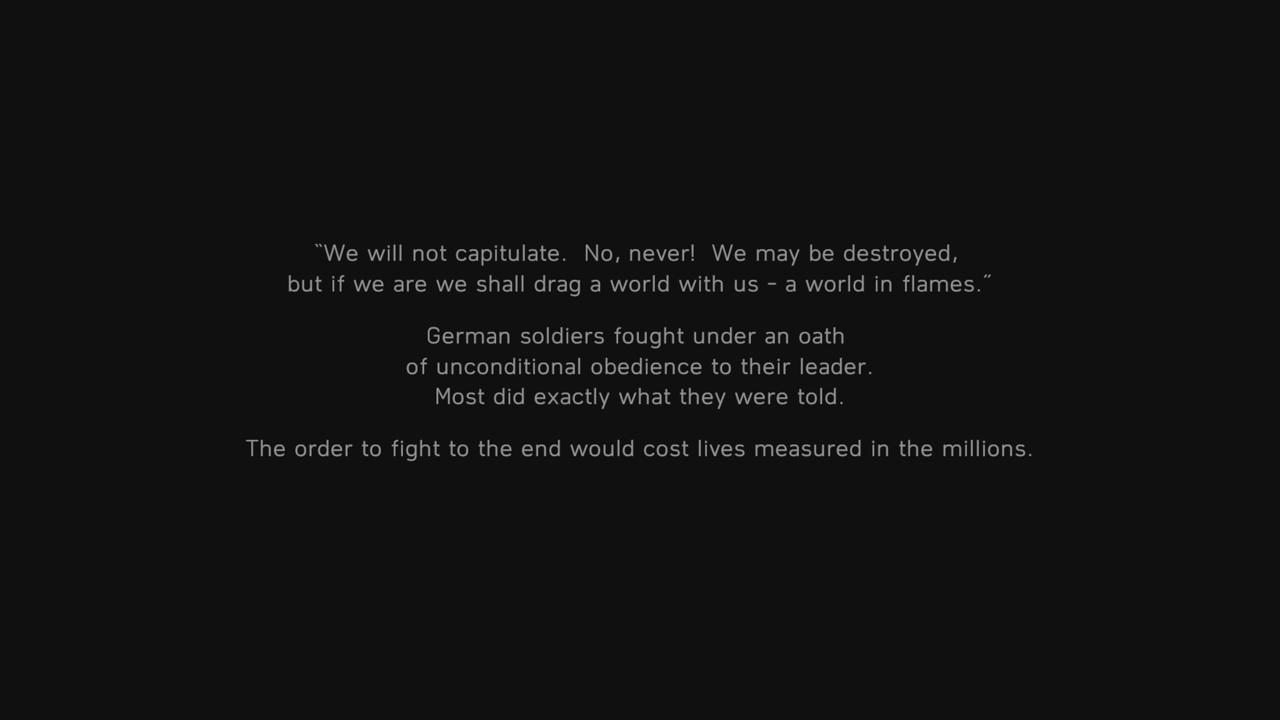 “We will not capitulate.  No, never!  We may be destroyed,
but if we are we shall drag a world with us - a world in flames.”
German soldiers fought under an oath
of unconditional obedience to their leader.
Most did exactly what they were told.
The order to fight to the end would cost lives measured in the millions.